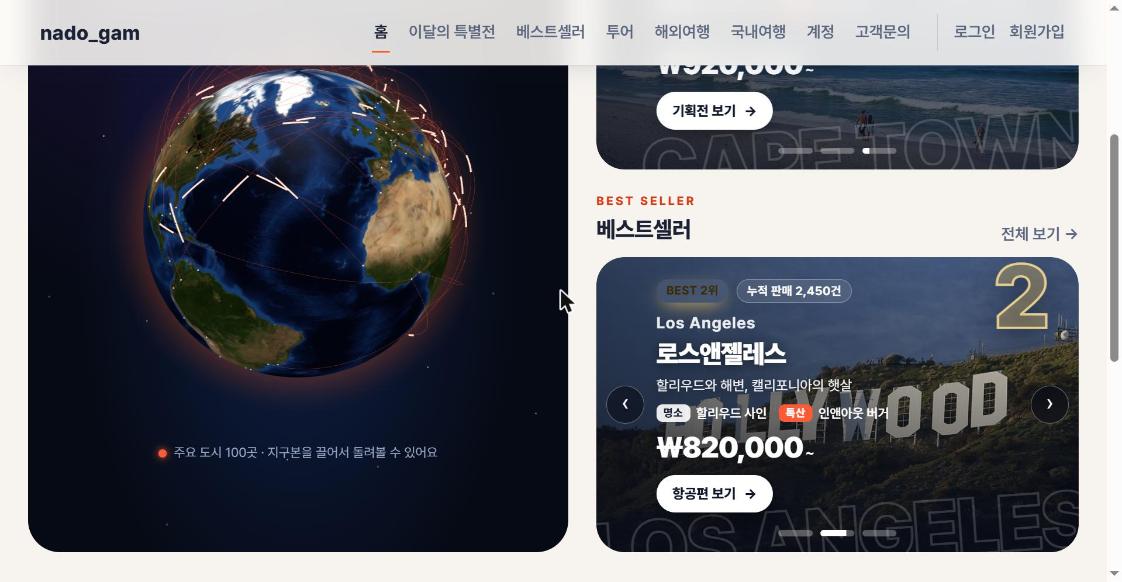 nado_gam
홈 이달의 특별전 베스트셀러 투어 해외여행 국내여행 계정 고객문의 로그인 회원가입
₩920,000~
기획전 보기 →
CAPE TOWN
BEST SELLER
베스트셀러
전체 보기 →
BEST 2위 누적 판매 2,450건
2
Los Angeles
로스앤젤레스
할리우드와 해변, 캘리포니아의 햇살
명소 할리우드 사인 특산 인앤아웃 버거
HOLLYWOOD
₩820,000~
항공편 보기 →
LOS ANGELES
주요 도시 100곳 · 지구본을 끌어서 돌려볼 수 있어요